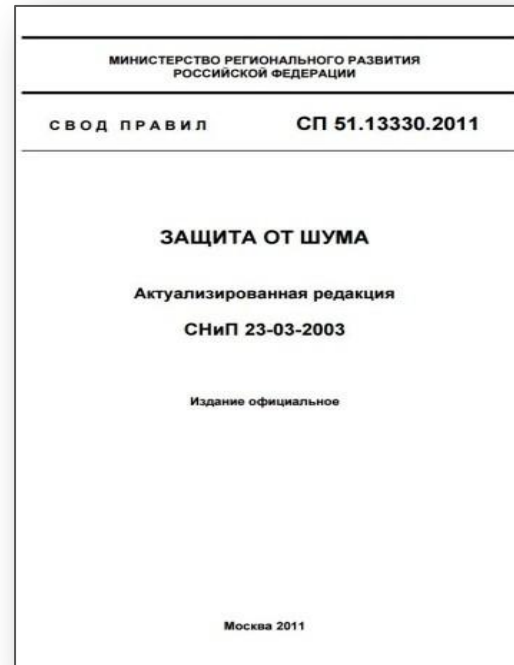 МИНИСТЕРСТВО РЕГИОНАЛЬНОГО РАЗВИТИЯ
РОССИЙСКОЙ ФЕДЕРАЦИИ
СВОД ПРАВИЛ СП 51.13330.2011
ЗАЩИТА ОТ ШУМА
Актуализированная редакция
СНиП 23-03-2003
Издание официальное
Москва 2011